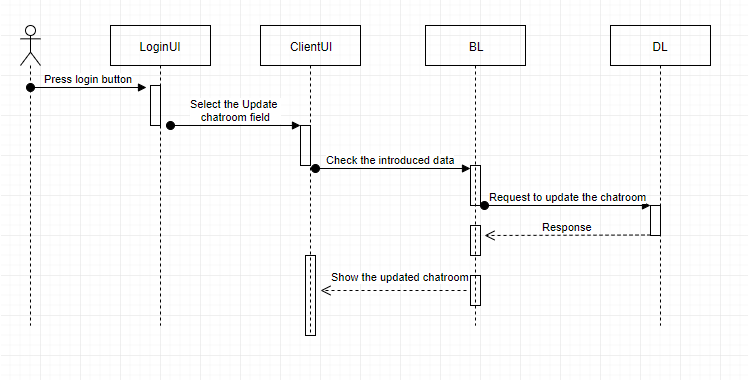 LoginUI
ClientUI
BL
DL
Press login button
Select the Update
chatroom field
Check the introduced data
Request to update the chatroom
Response
Show the updated chatroom